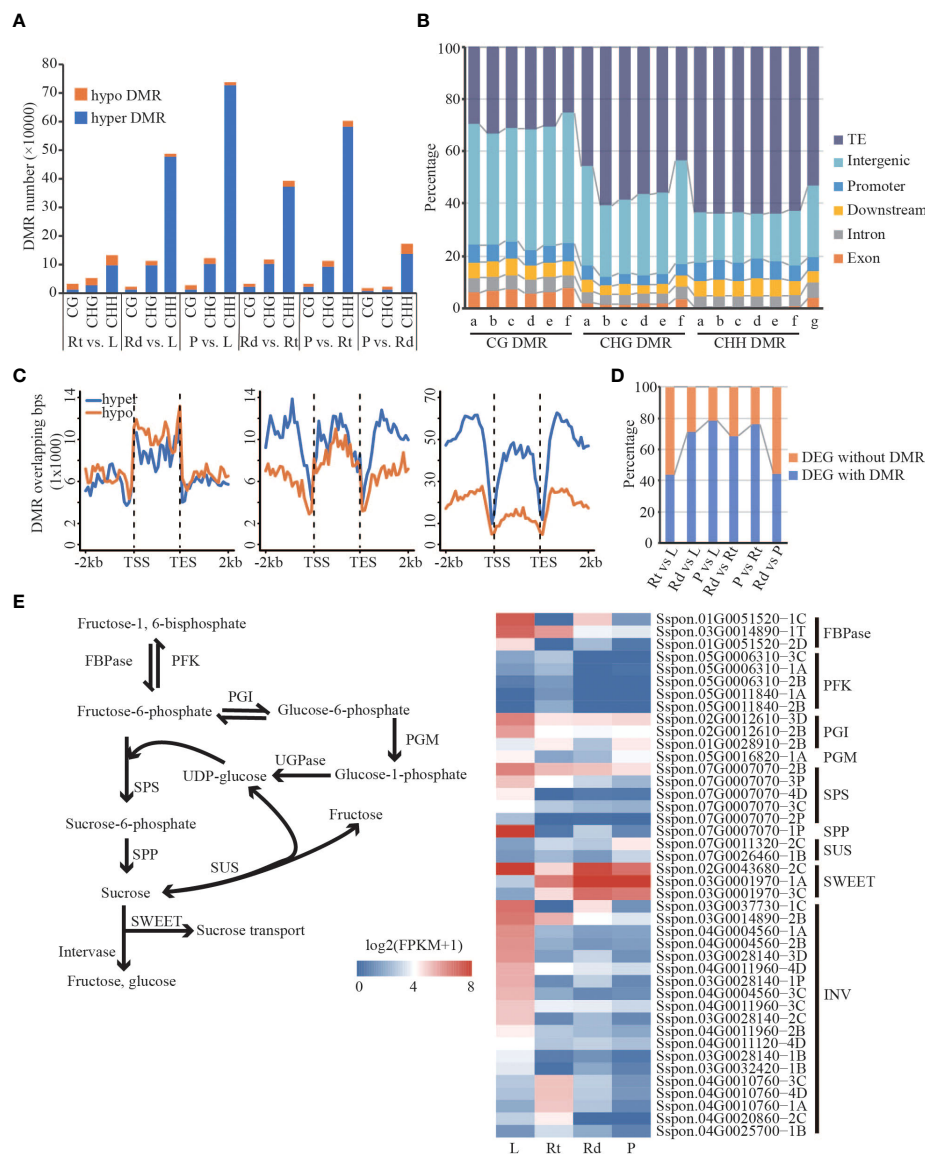 A
80
70
60
50
40
30
20
10
0
DMR number (×10000)
hypo DMR
hyper DMR
CG CHG CHH CG CHG CHH CG CHG CHH CG CHG CHH CG CHG CHH CG CHG CHH
Rt vs. L Rd vs. L P vs. L Rd vs. Rt P vs. Rt P vs. Rd
B
100
80
60
40
20
0
Percentage
a b c d e f a b c d e f a b c d e f g
CG DMR CHG DMR CHH DMR
TE
Intergenic
Promoter
Downstream
Intron
Exon
C
DMR overlapping bps
(1x1000)
14
10
6
2
0
hyper
hypo
-2kb TSS TES 2kb
14
10
6
2
0
-2kb TSS TES 2kb
70
50
30
10
0
-2kb TSS TES 2kb
D
100
80
60
40
20
0
Percentage
DEG without DMR
DEG with DMR
Rt vs L
Rd vs L
P vs L
Rd vs Rt
P vs Rt
Rd vs P
E
Fructose-1, 6-bisphosphate
FBPase PFK
Fructose-6-phosphate PGI Glucose-6-phosphate
PGM
UGPase
UDP-glucose Glucose-1-phosphate
SPS
Fructose
Sucrose-6-phosphate
SPP
SUS
Sucrose
SWEET
Sucrose transport
Intervase
Fructose, glucose
log2(FPKM+1)
0 4 8
Sspon.01G0051520−1C
Sspon.03G0014890−1T
Sspon.01G0051520−2D
FBPase
Sspon.05G0006310−3C
Sspon.05G0006310−1A
Sspon.05G0006310−2B
Sspon.05G0011840−1A
Sspon.05G0011840−2B
PFK
Sspon.02G0012610−3D
Sspon.02G0012610−2B
Sspon.01G0028910−2B
PGI
Sspon.05G0016820−1A
PGM
Sspon.07G0007070−2B
Sspon.07G0007070−3P
Sspon.07G0007070−4D
Sspon.07G0007070−3C
Sspon.07G0007070−2P
SPS
Sspon.07G0007070−1P
SPP
Sspon.07G0011320−2C
Sspon.07G0026460−1B
SUS
Sspon.02G0043680−2C
Sspon.03G0001970−1A
Sspon.03G0001970−3C
SWEET
Sspon.03G0037730−1C
Sspon.03G0014890−2B
Sspon.04G0004560−1A
Sspon.04G0004560−2B
Sspon.03G0028140−3D
Sspon.04G0011960−4D
Sspon.03G0028140−1P
Sspon.04G0004560−3C
Sspon.04G0011960−3C
Sspon.03G0028140−2C
Sspon.04G0011960−2B
Sspon.04G0011120−4D
Sspon.03G0028140−1B
Sspon.03G0032420−1B
Sspon.04G0010760−3C
Sspon.04G0010760−4D
Sspon.04G0010760−1A
Sspon.04G0020860−2C
Sspon.04G0025700−1B
INV
L Rt Rd P